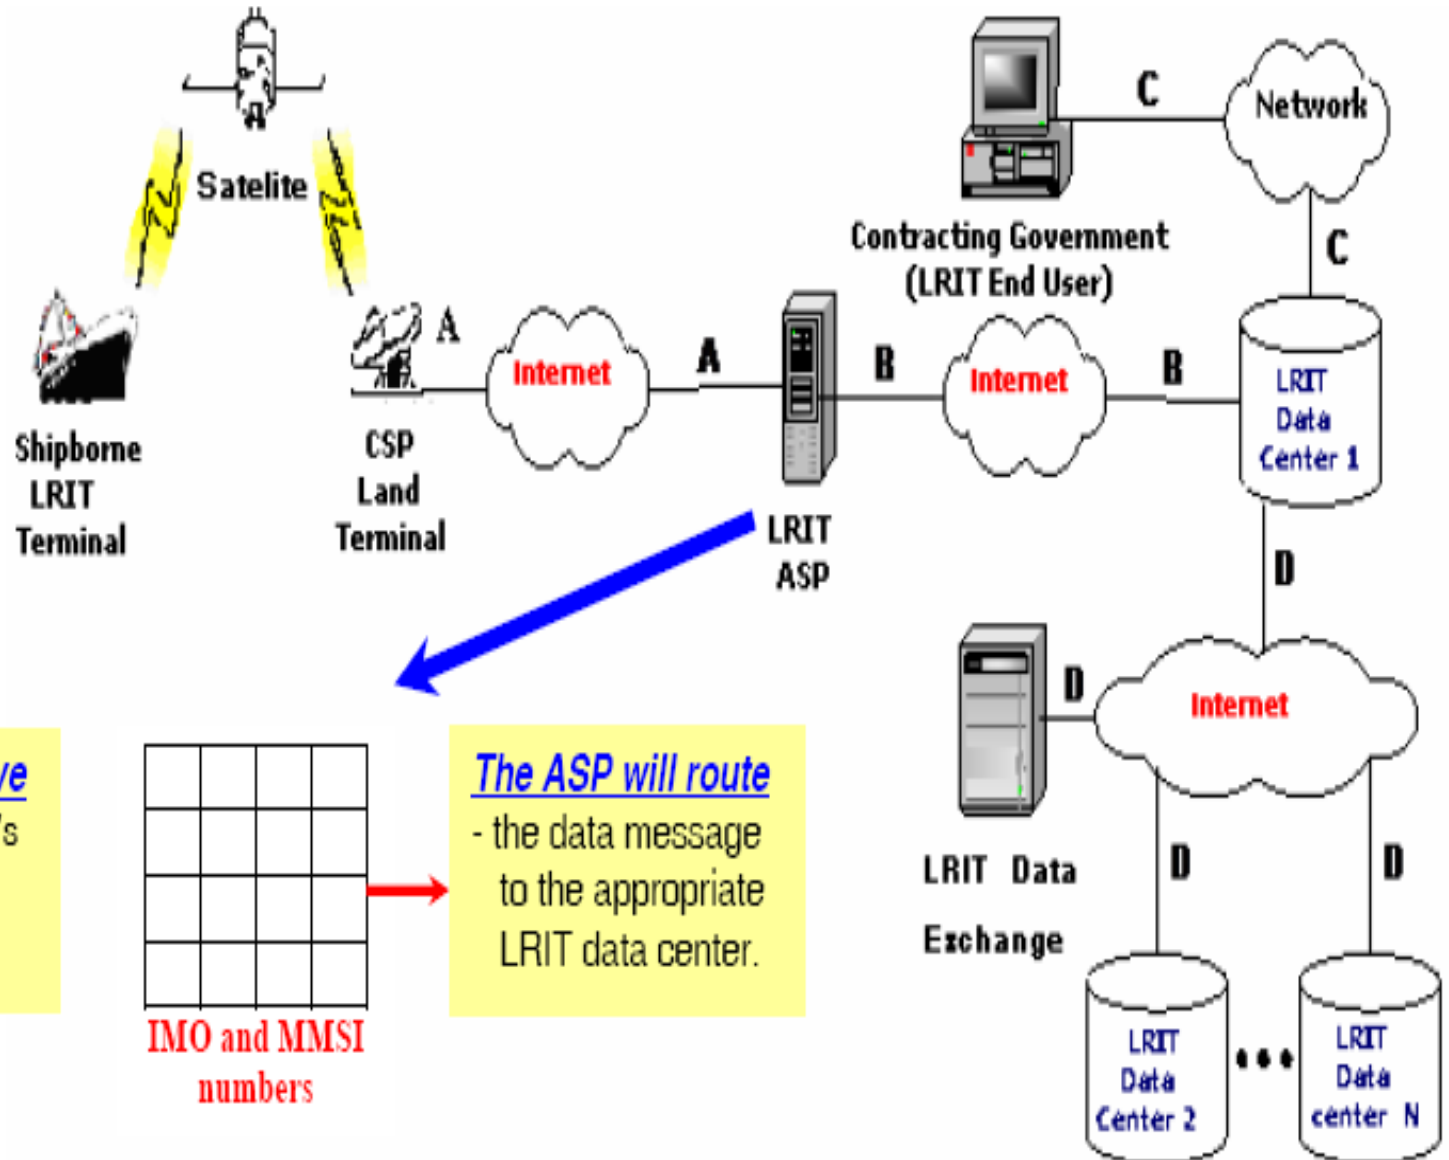 Satelite
A
Shipborne
LRIT
Terminal
CSP
Land
Terminal
A
Internet
A
LRIT
ASP
B
Internet
B
Contracting Government
(LRIT End User)
C
Network
C
LRIT
Data
Center 1
D
Internet
D
LRIT Data
Exchange
D
D
LRIT
Data
Center 2
LRIT
Data
center N
IMO and MMSI
numbers
The ASP will route
- the data message
to the appropriate
LRIT data center.